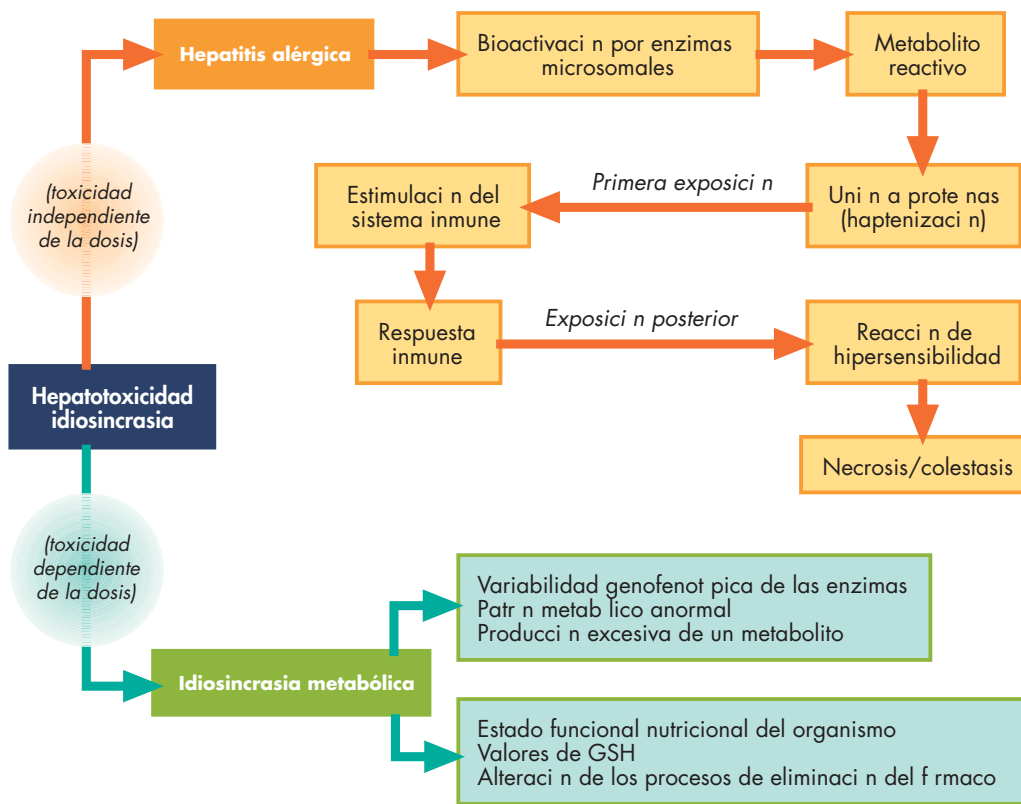 Hepatitis alérgica
Bioactivaci n por enzimas
microsomales
Metabolito
reactivo
(toxicidad
independiente
de la dosis)
Estimulaci n del
sistema inmune
Primera exposici n
Uni n a prote nas
(haptenizaci n)
Respuesta
inmune
Exposici n posterior
Reacci n de
hipersensibilidad
Necrosis/colestasis
Hepatotoxicidad
idiosincrasia
(toxicidad
dependiente
de la dosis)
Idiosincrasia metabólica
Variabilidad genofenot pica de las enzimas
Patr n metab lico anormal
Producci n excesiva de un metabolito
Estado funcional nutricional del organismo
Valores de GSH
Alteraci n de los procesos de eliminaci n del f rmaco